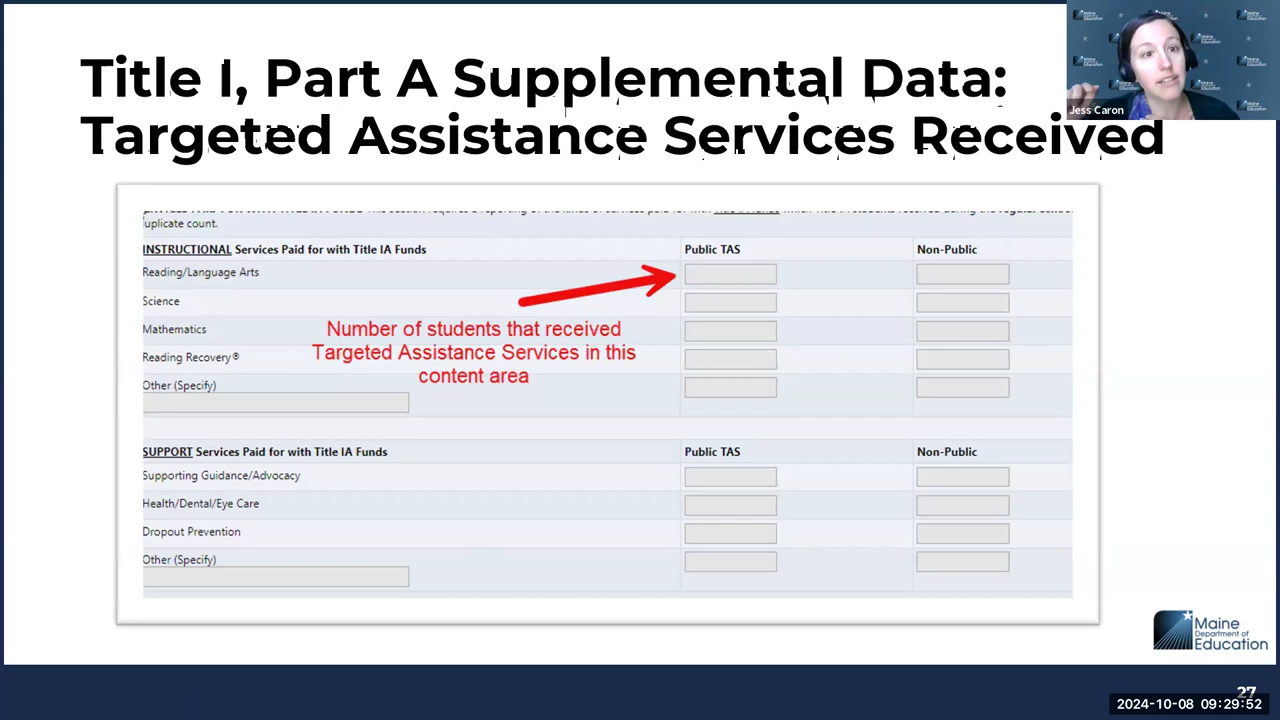 Title I, Part A Supplemental Data:
Targeted Assistance Services Received
Jess Caron
uplicate count.
INSTRUCTIONAL Services Paid for with Title IA Funds Public TAS Non-Public
Reading/Language Arts
Science
Mathematics
Reading Recovery®
Other (Specify)
Number of students that received
Targeted Assistance Services in this
content area
SUPPORT Services Paid for with Title IA Funds Public TAS Non-Public
Supporting Guidance/Advocacy
Health/Dental/Eye Care
Dropout Prevention
Other (Specify)
Maine
Department of
Education
27
2024-10-08 09:29:52